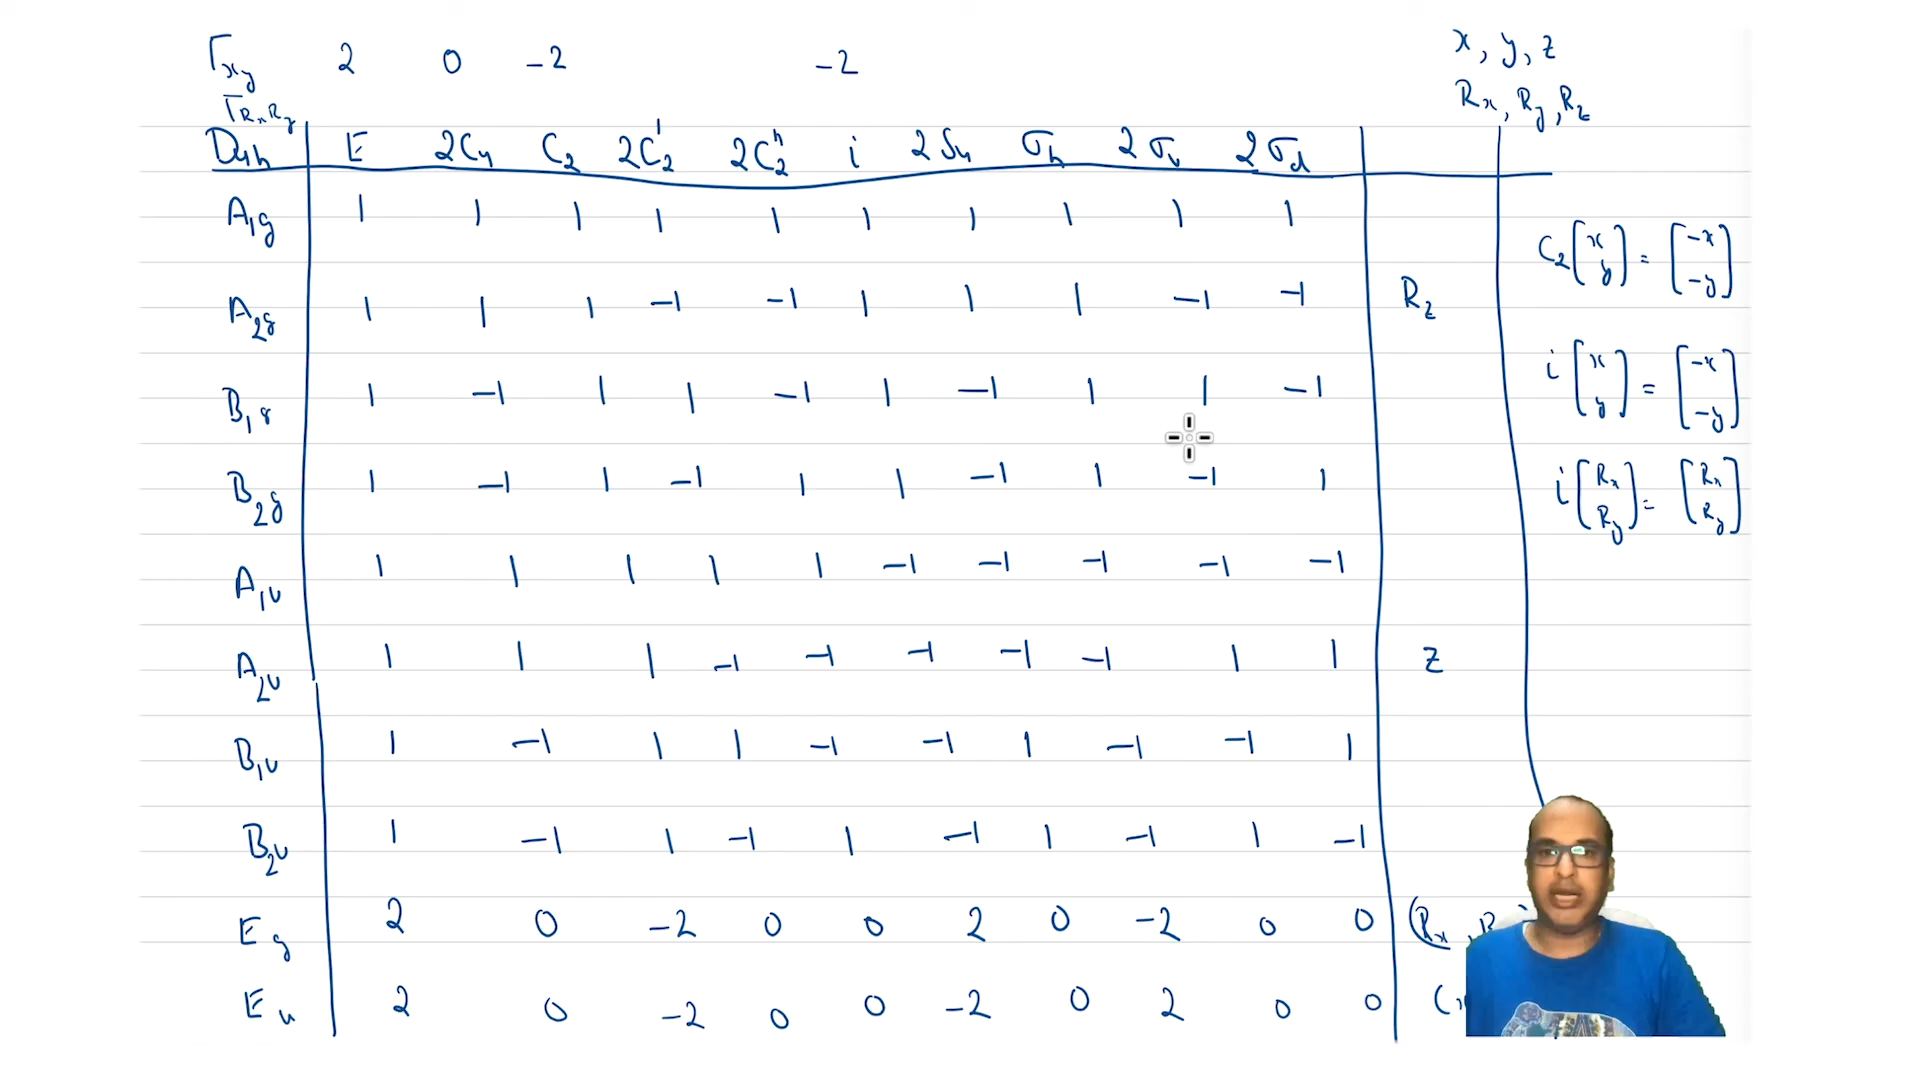 Γxy 2 0 -2 -2
ΓRxRy
x, y, z
Rx, Ry, Rz
D4h E 2C4 C2 2C2' 2C2" i 2S4 σh 2σv 2σd
A1g 1 1 1 1 1 1 1 1 1 1
A2g 1 1 1 -1 -1 1 1 1 -1 -1 Rz
B1g 1 -1 1 1 -1 1 -1 1 1 -1
B2g 1 -1 1 -1 1 1 -1 1 -1 1
A1u 1 1 1 1 1 -1 -1 -1 -1 -1
A2u 1 1 1 -1 -1 -1 -1 -1 1 1 z
B1u 1 -1 1 1 -1 -1 1 -1 -1 1
B2u 1 -1 1 -1 1 -1 1 -1 1 -1
Eg 2 0 -2 0 0 2 0 -2 0 0 (Rx,
Eu 2 0 -2 0 0 -2 0 2 0 0 (
C2 [x y] = [-x -y]
i [x y] = [-x -y]
i [Rx Ry] = [Rx Ry]